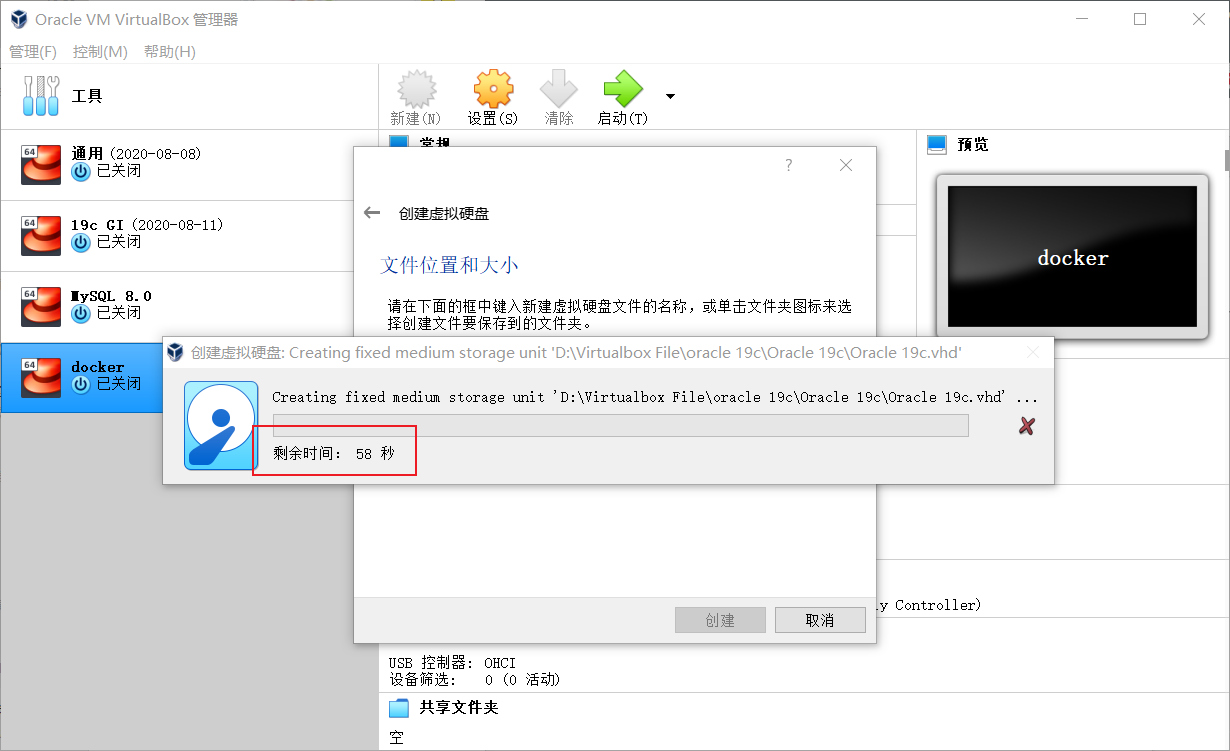 Oracle VM VirtualBox 管理器
管理(F) 控制(M) 帮助(H)
工具
新建(N) 设置(S) 清除 启动(T)
64 通用 (2020-08-08)
已关闭
64 19c GI (2020-08-11)
已关闭
64 MySQL 8.0
已关闭
64 docker
已关闭
常规
预览
docker
?
创建虚拟硬盘
文件位置和大小
请在下面的框中键入新建虚拟硬盘文件的名称，或单击文件夹图标来选
择创建文件要保存到的文件夹。
创建虚拟硬盘: Creating fixed medium storage unit 'D:\Virtualbox File\oracle 19c\Oracle 19c\Oracle 19c.vhd'
Creating fixed medium storage unit 'D:\Virtualbox File\oracle 19c\Oracle 19c\Oracle 19c.vhd' ...
剩余时间: 58 秒
y Controller)
创建 取消
USB 控制器: OHCI
设备筛选: 0 (0 活动)
共享文件夹
空